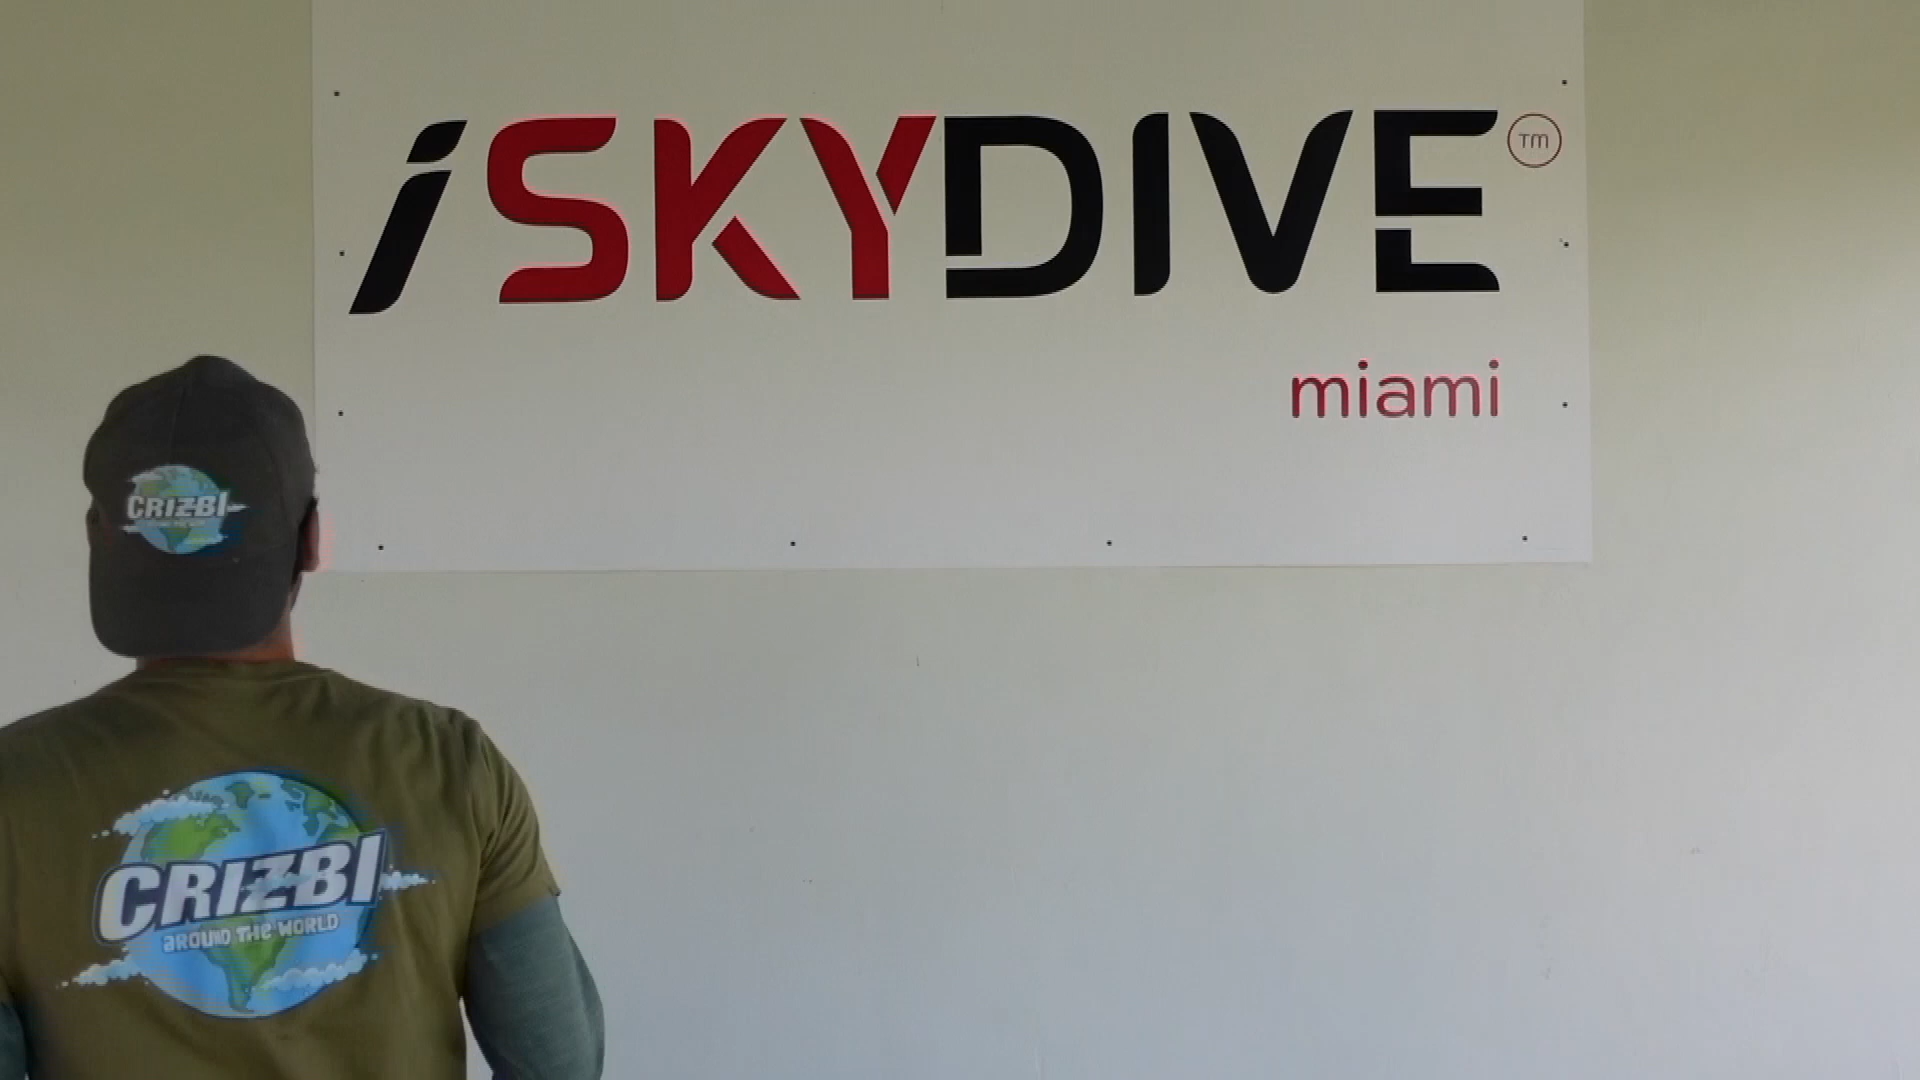 iSKYDIVE TM
miami
CRIZBI
CRIZBI
AROUND THE WORLD